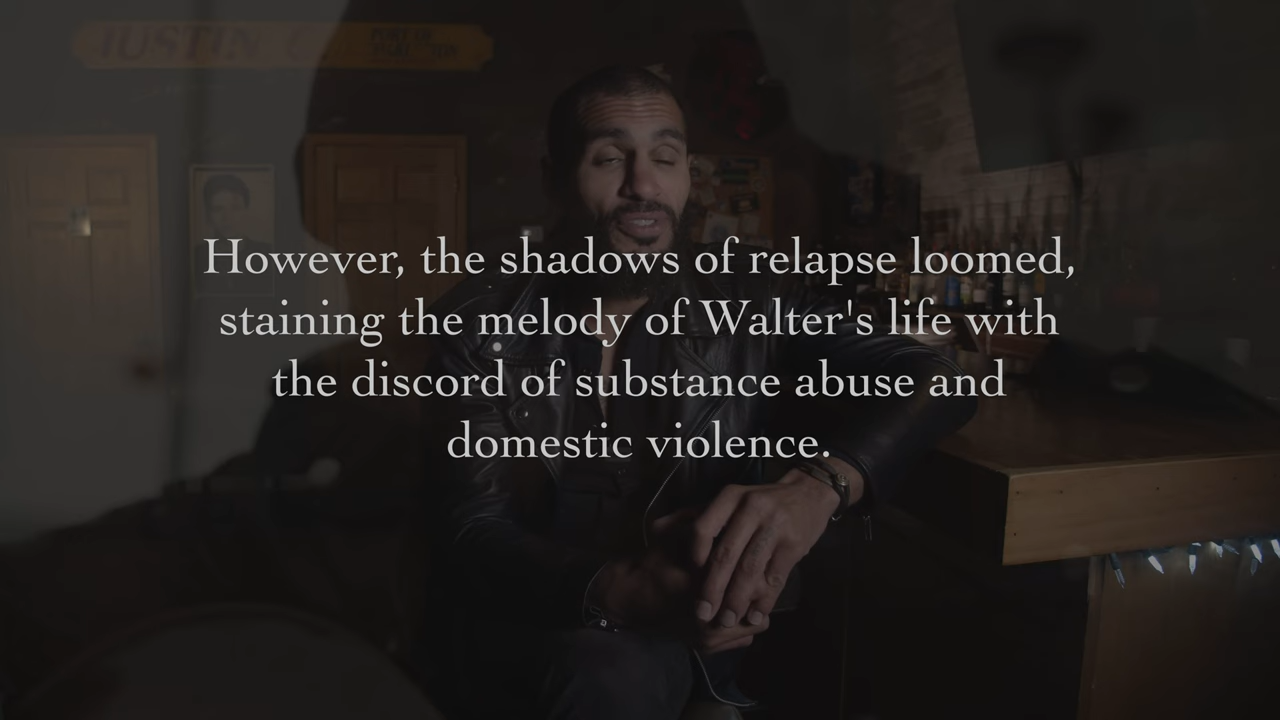 However, the shadows of relapse loomed,
staining the melody of Walter's life with
the discord of substance abuse and
domestic violence.